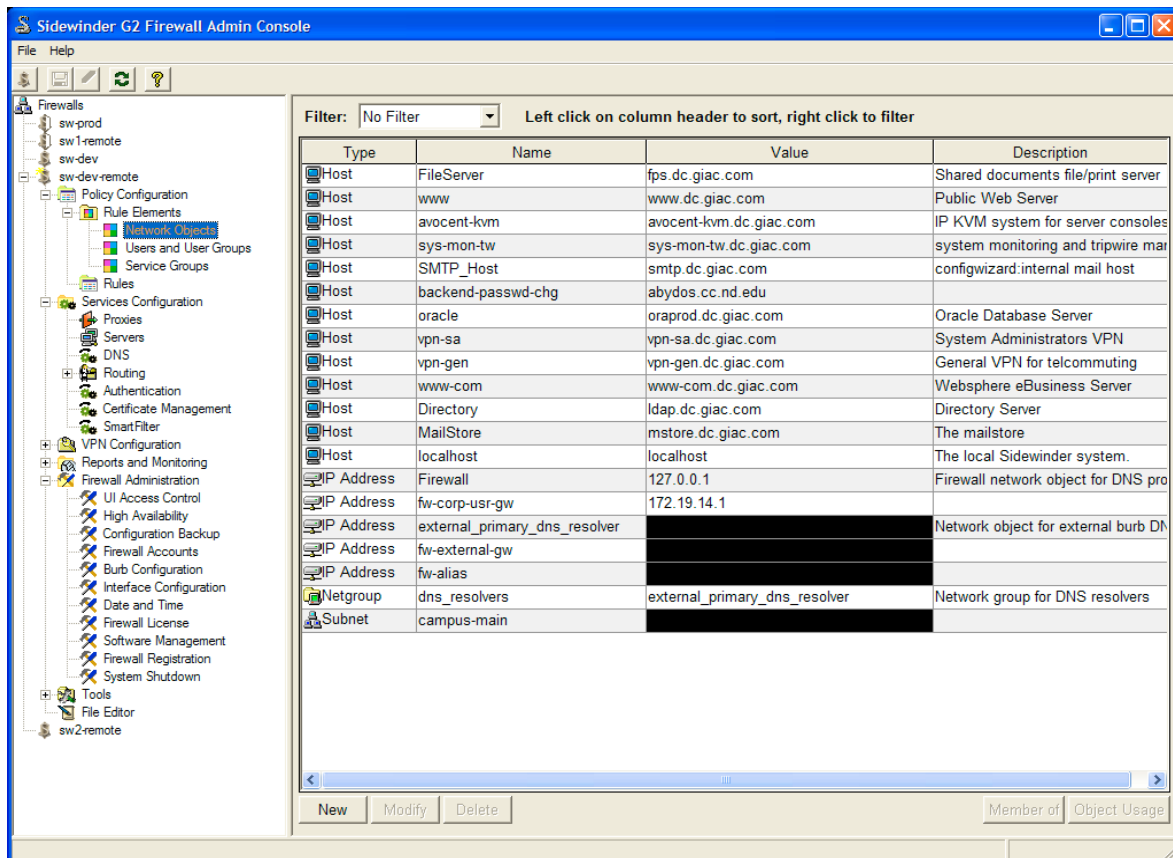 Sidewinder G2 Firewall Admin Console
File Help
Firewalls
sw-prod
sw1-remote
sw-dev
sw-dev-remote
Policy Configuration
Rule Elements
Network Objects
Users and User Groups
Service Groups
Rules
Services Configuration
Proxies
Servers
DNS
Routing
Authentication
Certificate Management
SmartFilter
VPN Configuration
Reports and Monitoring
Firewall Administration
UI Access Control
High Availability
Configuration Backup
Firewall Accounts
Burb Configuration
Interface Configuration
Date and Time
Firewall License
Software Management
Firewall Registration
System Shutdown
Tools
File Editor
sw2-remote
Filter: No Filter Left click on column header to sort, right click to filter
Type Name Value Description
Host FileServer fps.dc.giac.com Shared documents file/print server
Host www www.dc.giac.com Public Web Server
Host avocent-kvm avocent-kvm.dc.giac.com IP KVM system for server consoles
Host sys-mon-tw sys-mon-tw.dc.giac.com system monitoring and tripwire mar
Host SMTP_Host smtp.dc.giac.com configwizard:internal mail host
Host backend-passwd-chg abydos.cc.nd.edu
Host oracle oraprod.dc.giac.com Oracle Database Server
Host vpn-sa vpn-sa.dc.giac.com System Administrators VPN
Host vpn-gen vpn-gen.dc.giac.com General VPN for telcommuting
Host www-com www-com.dc.giac.com Websphere eBusiness Server
Host Directory ldap.dc.giac.com Directory Server
Host MailStore mstore.dc.giac.com The mailstore
Host localhost localhost The local Sidewinder system.
IP Address Firewall 127.0.0.1 Firewall network object for DNS pro
IP Address fw-corp-usr-gw 172.19.14.1
IP Address external_primary_dns_resolver Network object for external burb DN
IP Address fw-external-gw
IP Address fw-alias
Netgroup dns_resolvers external_primary_dns_resolver Network group for DNS resolvers
Subnet campus-main
New Modify Delete Member of Object Usage